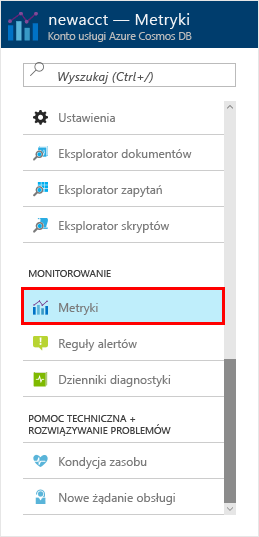 newacct — Metryki
Konto usługi Azure Cosmos DB
Wyszukaj (Ctrl+/)
Ustawienia
Eksplorator dokumentów
Eksplorator zapytań
Eksplorator skryptów
MONITOROWANIE
Metryki
Reguły alertów
Dzienniki diagnostyki
POMOC TECHNICZNA +
ROZWIĄZYWANIE PROBLEMÓW
Kondycja zasobu
Nowe żądanie obsługi